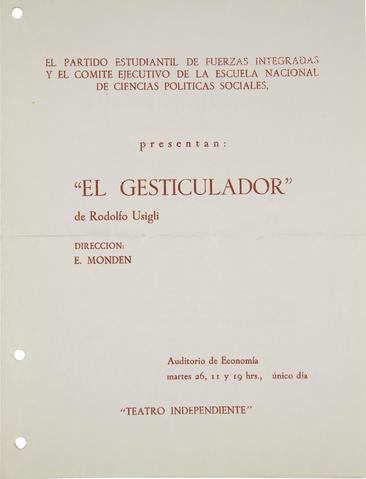 EL PARTIDO ESTUDIANTIL DE FUERZAS INTEGRADAS
Y EL COMITE EJECUTIVO DE LA ESCUELA NACIONAL
DE CIENCIAS POLITICAS SOCIALES,
presentan:
“EL GESTICULADOR”
de Rodolfo Usigli
DIRECCION:
E. MONDEN
Auditorio de Economía
martes 26, 11 y 19 hrs., único día
“TEATRO INDEPENDIENTE”